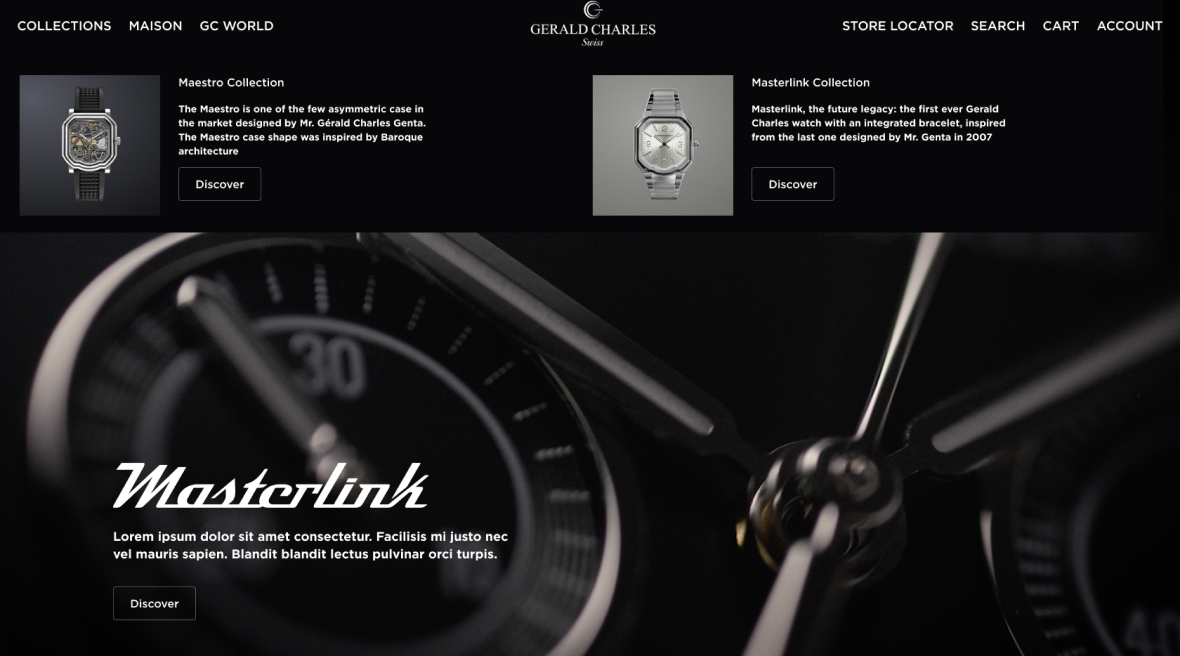 COLLECTIONS MAISON GC WORLD
GERALD CHARLES
Swiss
STORE LOCATOR SEARCH CART ACCOUNT
Maestro Collection
The Maestro is one of the few asymmetric case in
the market designed by Mr. Gérald Charles Genta.
The Maestro case shape was inspired by Baroque
architecture
Discover
Masterlink Collection
Masterlink, the future legacy: the first ever Gerald
Charles watch with an integrated bracelet, inspired
from the last one designed by Mr. Genta in 2007
Discover
30
Masterlink
Lorem ipsum dolor sit amet consectetur. Facilisis mi justo nec
vel mauris sapien. Blandit blandit lectus pulvinar orci turpis.
Discover
40